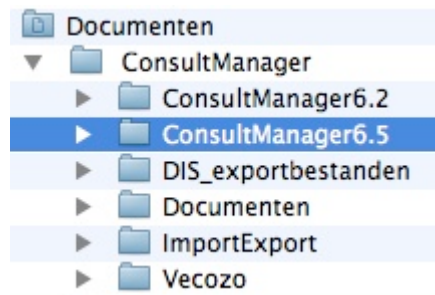 Documenten
ConsultManager
ConsultManager6.2
ConsultManager6.5
DIS_exportbestanden
Documenten
ImportExport
Vecozo